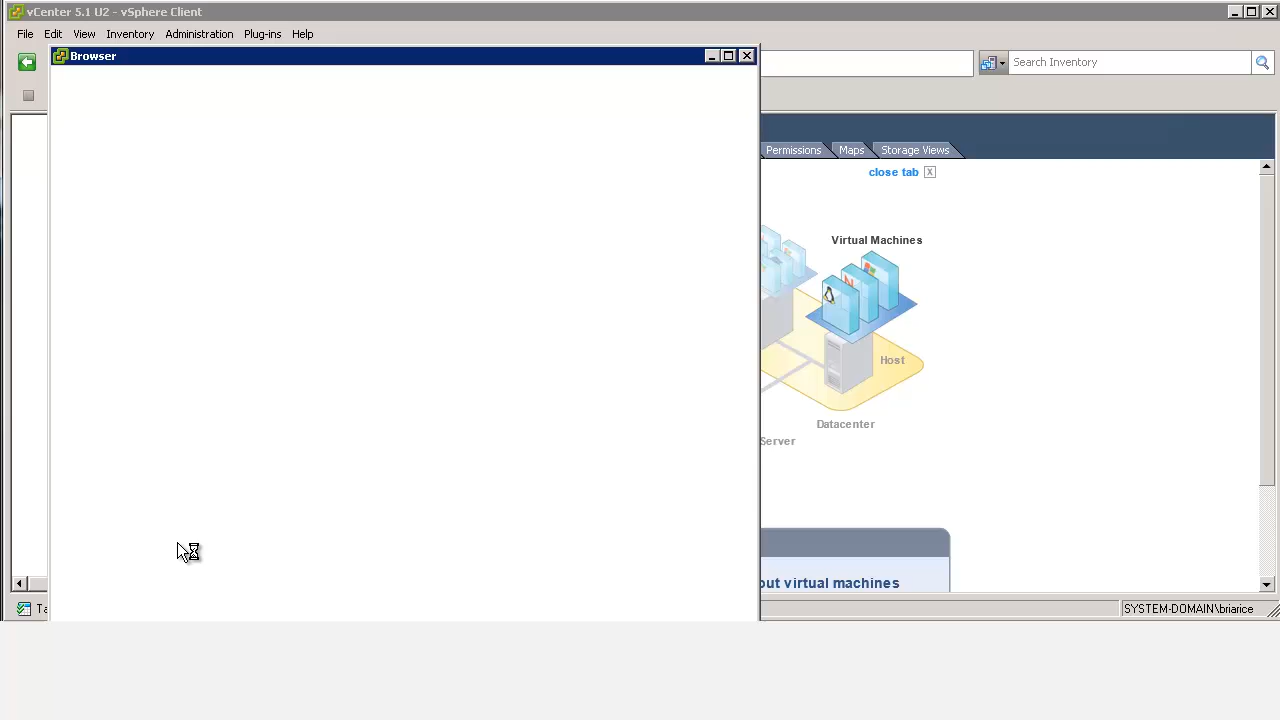 vCenter 5.1 U2 - vSphere Client
File Edit View Inventory Administration Plug-ins Help
Browser
Search Inventory
Permissions Maps Storage Views
close tab X
Virtual Machines
Host
Datacenter
Server
out virtual machines
Ta
SYSTEM-DOMAIN\briarice